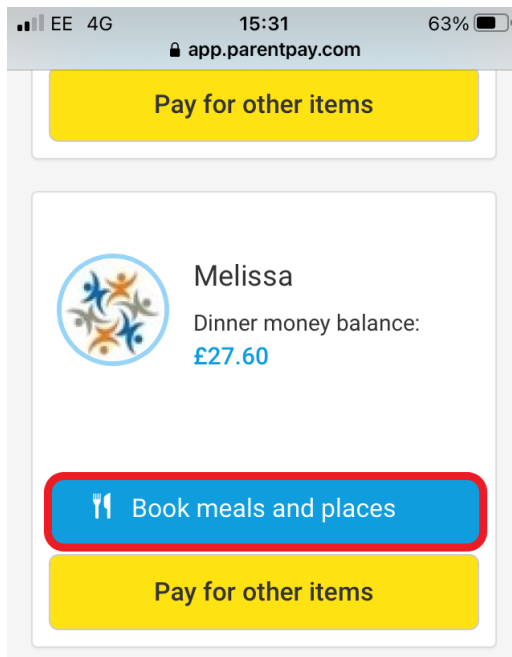 EE 4G 15:31 63%
app.parentpay.com
Pay for other items
Melissa
Dinner money balance:
£27.60
Book meals and places
Pay for other items